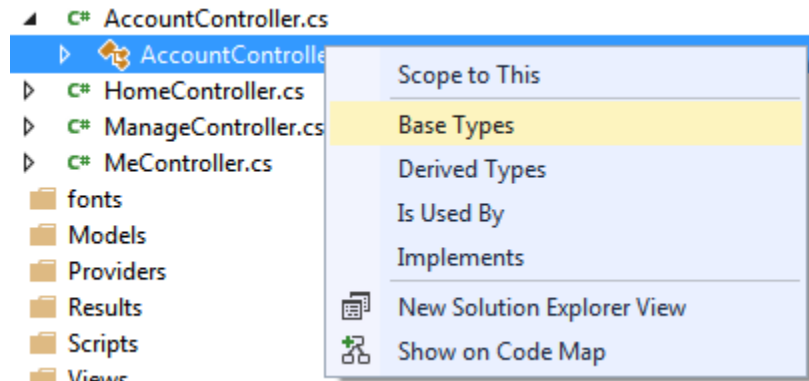 C# AccountController.cs
AccountControlle
Scope to This
C# HomeController.cs
Base Types
C# ManageController.cs
C# MeController.cs
Derived Types
fonts
Is Used By
Models
Implements
Providers
Results
New Solution Explorer View
Scripts
Show on Code Map
Views